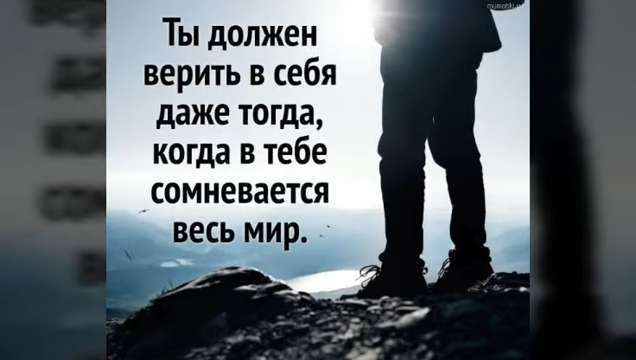 Ты должен
верить в себя
даже тогда,
когда в тебе
сомневается
весь мир.